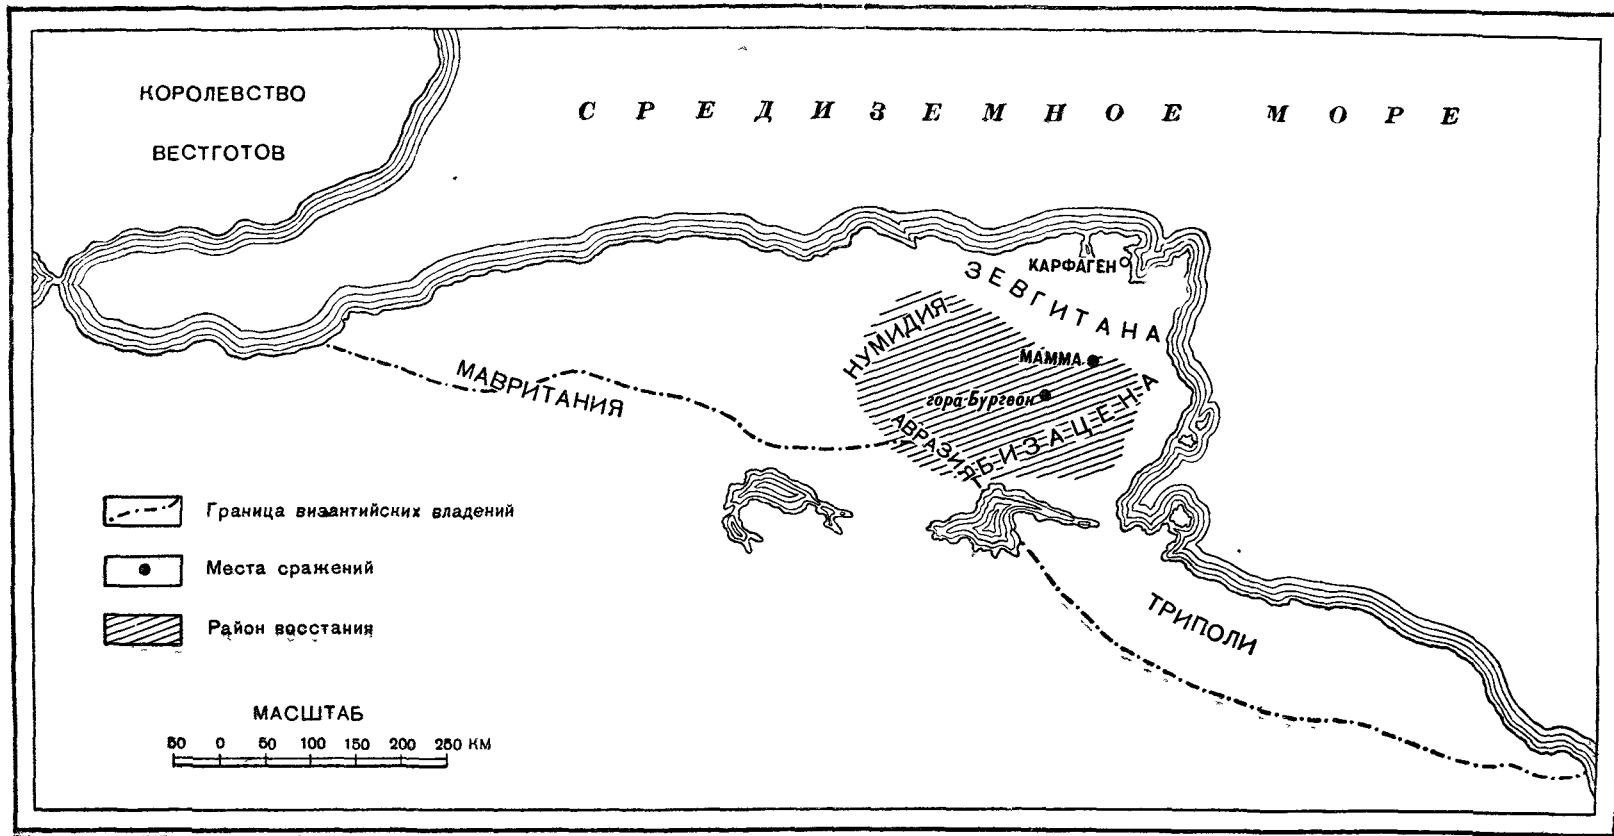 КОРОЛЕВСТВО
ВЕСТГОТОВ
СРЕДИЗЕМНОЕ МОРЕ
КАРФАГЕН
ЗЕВГИТАНА
НУМИДИЯ
МАММА
гора Бургаон
МАВРИТАНИЯ
АВРАЗИЯ
БИЗАЦЕНА
ТРИПОЛИ
Граница византийских владений
Места сражений
Район восстания
МАСШТАБ
50 0 50 100 150 200 250 КМ